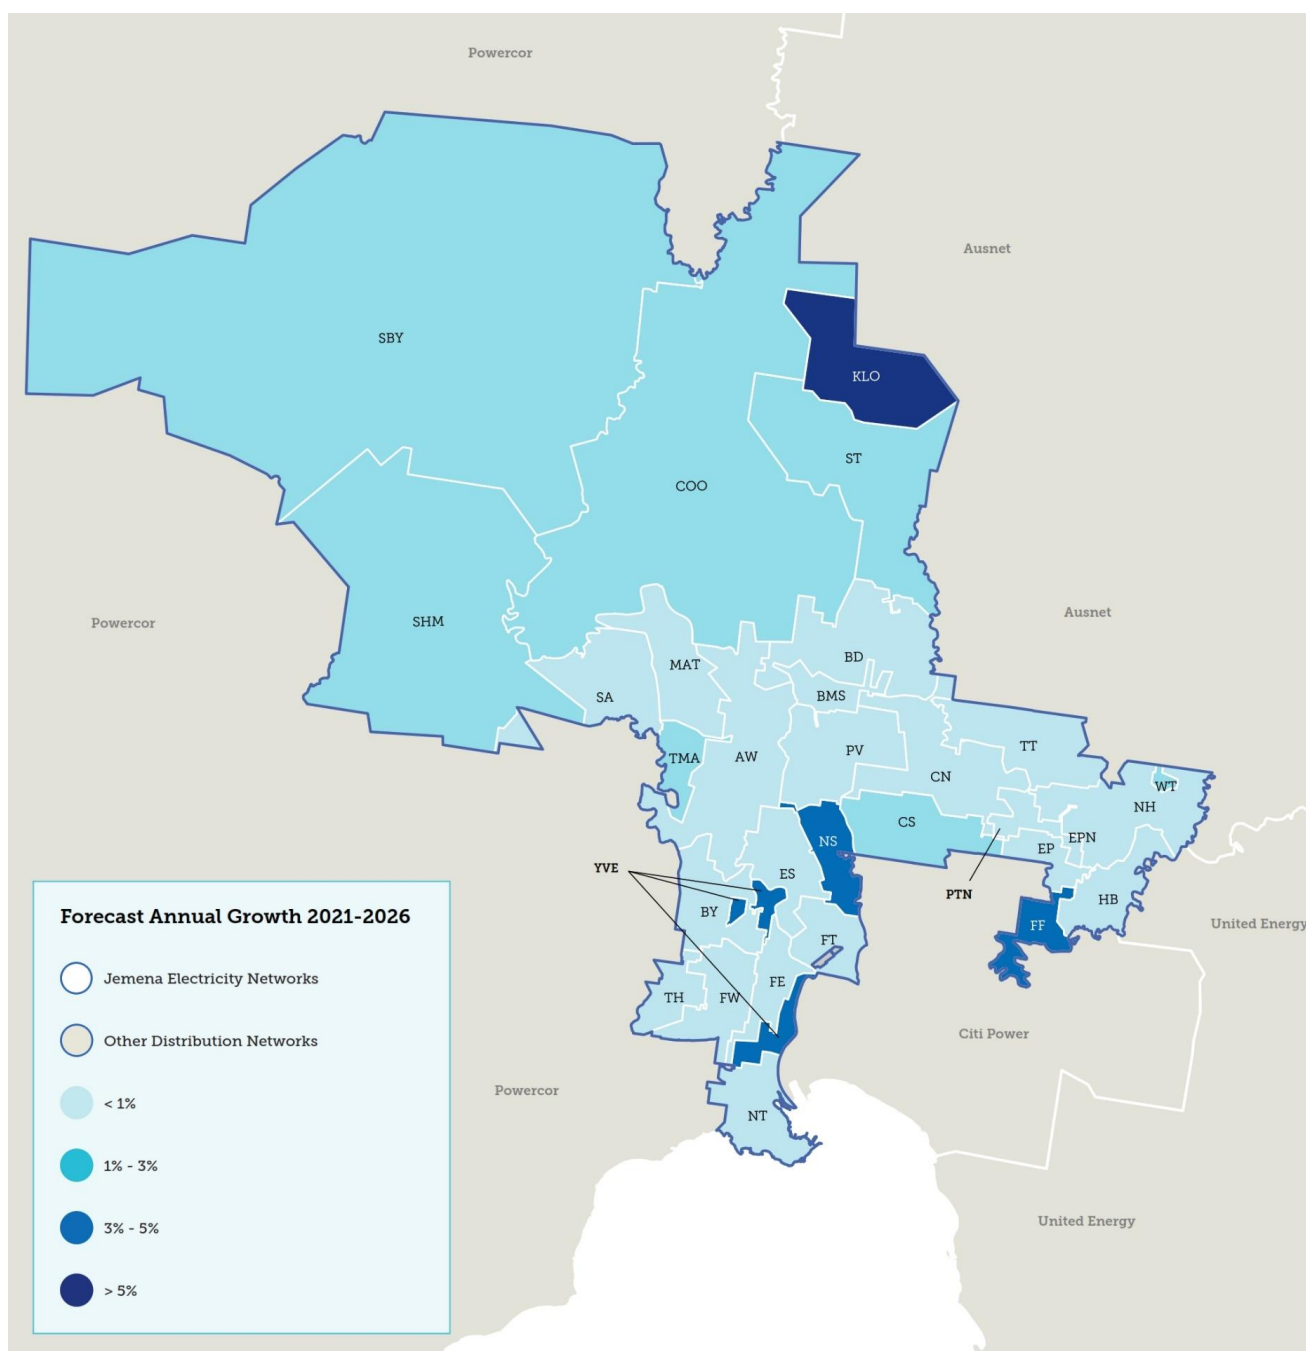 Powercor
Ausnet
SBY
KLO
ST
COO
Ausnet
Powercor
SHM
BD
MAT
SA
BMS
TT
PV
AW
TMA
CN
WT
NH
CS
NS
EPN
EP
YVE
ES
PTN
HB
BY
FF
United Energy
FT
FE
TH
FW
Citi Power
Powercor
NT
United Energy
Forecast Annual Growth 2021-2026
Jemena Electricity Networks
Other Distribution Networks
< 1%
1% - 3%
3% - 5%
> 5%